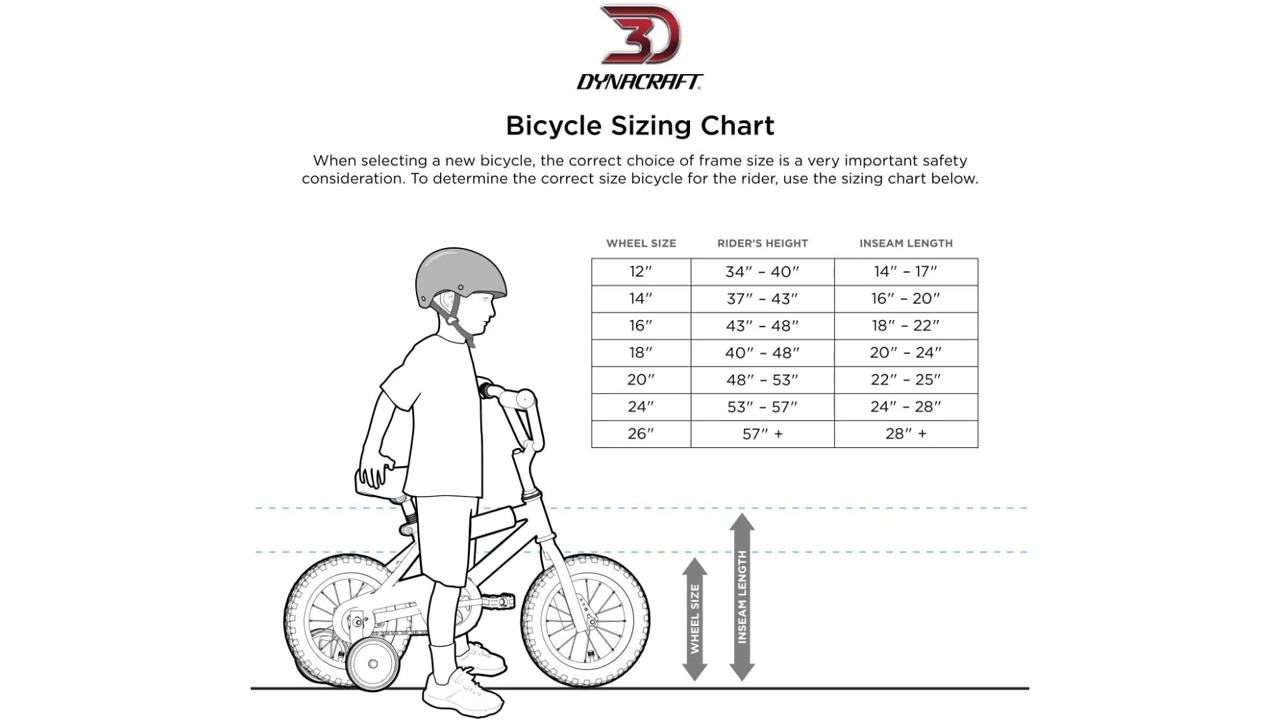 3D
DYNACRAFT.
Bicycle Sizing Chart
When selecting a new bicycle, the correct choice of frame size is a very important safety
consideration. To determine the correct size bicycle for the rider, use the sizing chart below.
WHEEL SIZE RIDER'S HEIGHT INSEAM LENGTH
12" 34" – 40" 14" – 17"
14" 37" – 43" 16" – 20"
16" 43" – 48" 18" – 22"
18" 40" – 48" 20" – 24"
20" 48" – 53" 22" – 25"
24" 53" – 57" 24" – 28"
26" 57" + 28" +
WHEEL SIZE
INSEAM LENGTH